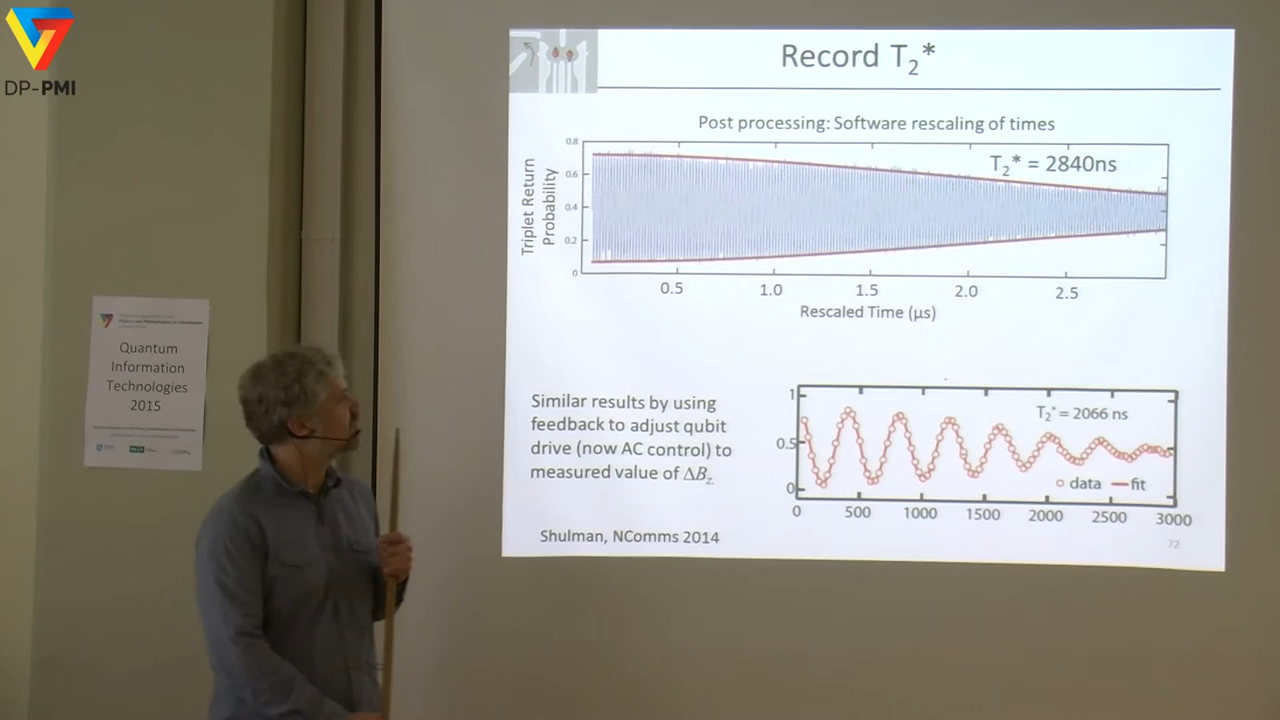 DP-PMI
Quantum
Information
Technologies
2015
Record T₂*
Post processing: Software rescaling of times
T₂* = 2840ns
Triplet Return
Probability
0.8
0.6
0.4
0.2
0
0.5 1.0 1.5 2.0 2.5
Rescaled Time (μs)
Similar results by using
feedback to adjust qubit
drive (now AC control) to
measured value of ΔB_z
Shulman, NComms 2014
T₂* = 2066 ns
1
0.5
0
data fit
0 500 1000 1500 2000 2500 3000
72